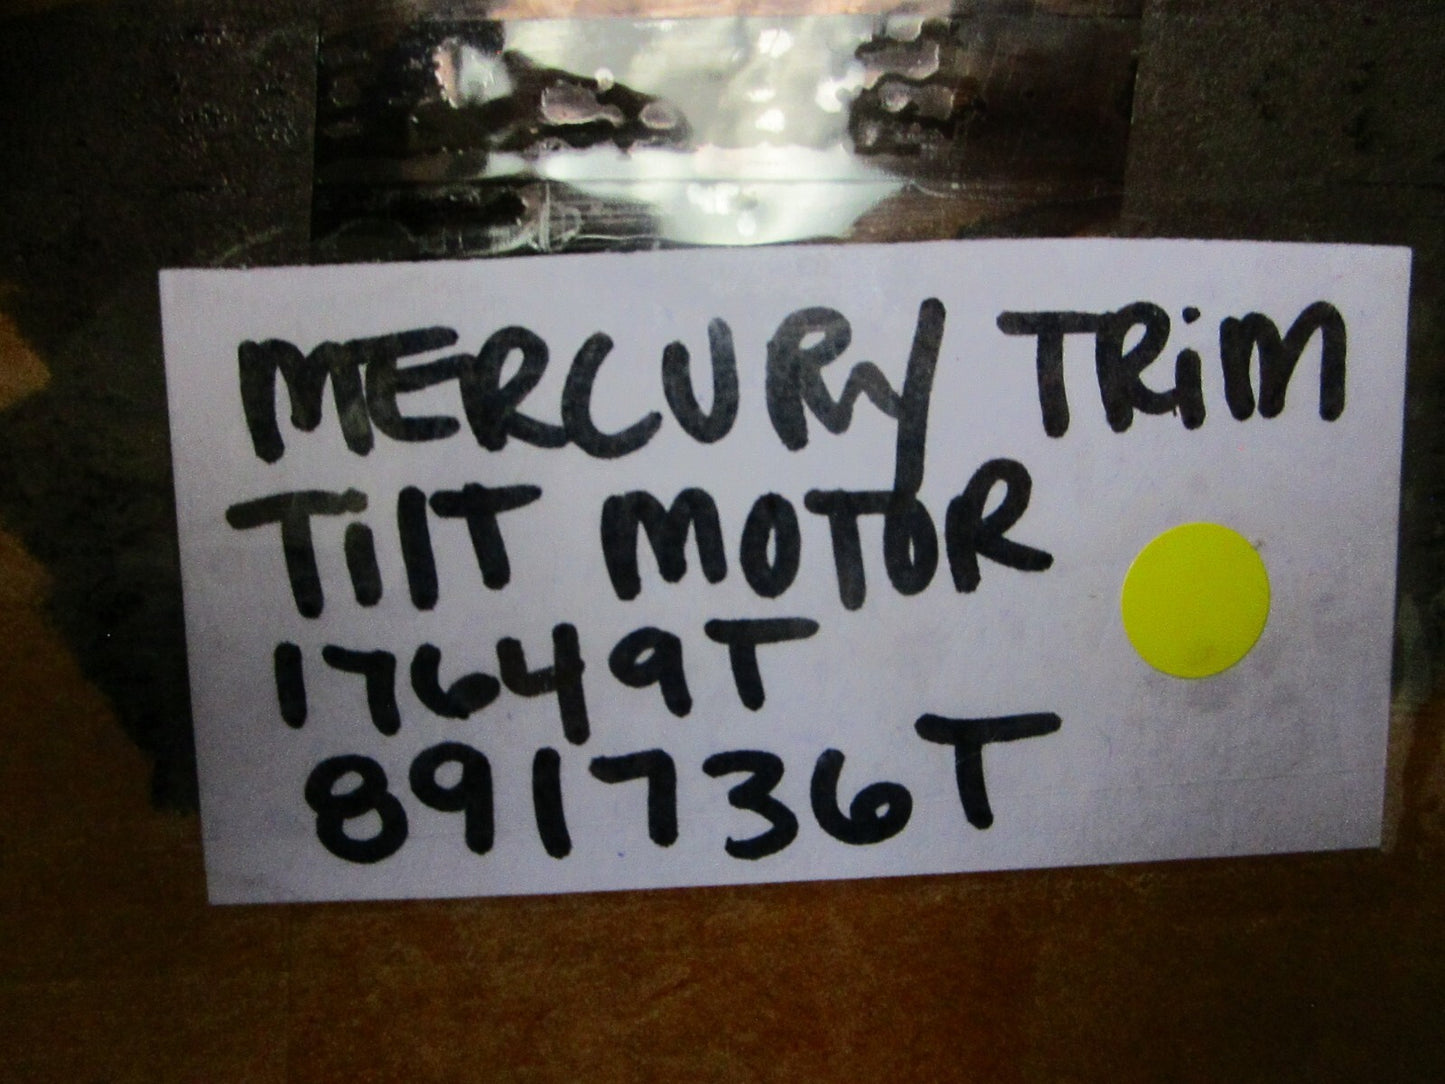 MERCURY TRiM
TilT MOTOR
17649T
891736T